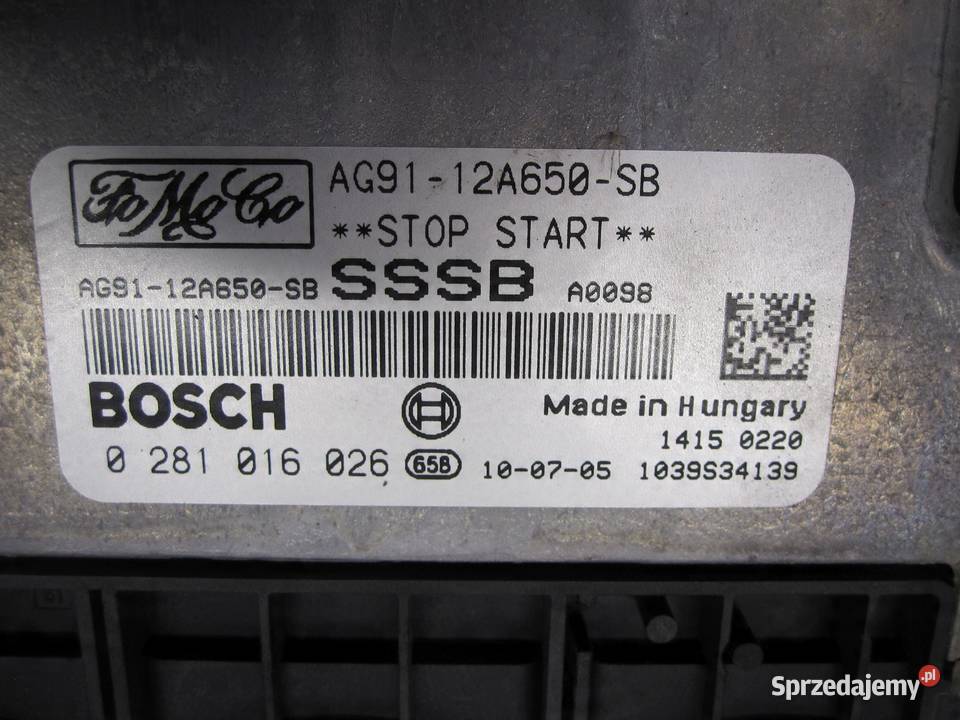 FoMoCo
AG91-12A650-SB
**STOP START**
AG91-12A650-SB SSSB A0098
BOSCH
Made in Hungary
1415 0220
0 281 016 026 658 10-07-05 1039S34139
Sprzedajemy.pl